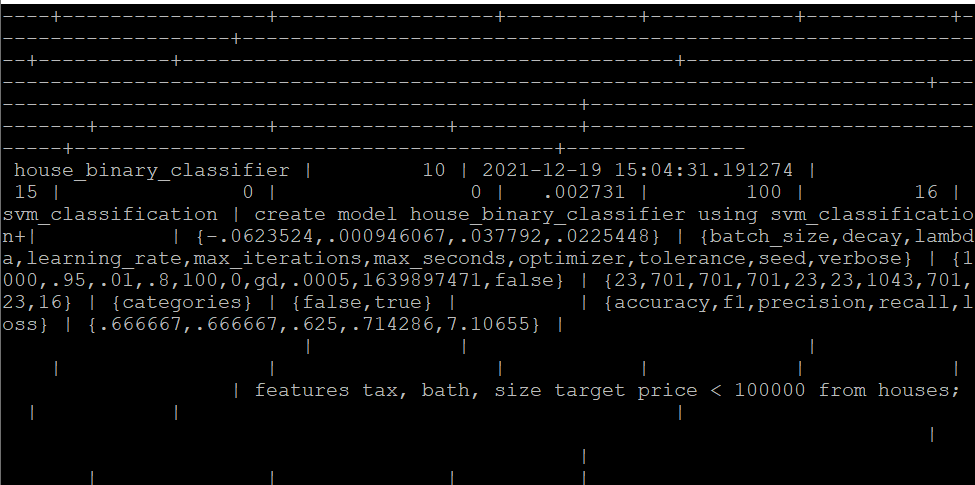 ----+-----------------+-------------------+-----------+------------+------------+-
-------------------+--------------------------------------------------------------
--+------------+------------------------------------------+------------------------
------------------------------------------------------------------------------+---
-------------------------------------------------+--------------------------------
-------+---------------+--------------+----------+--------------------------------
-----+-----------------------------------------+---------------
house_binary_classifier | 10 | 2021-12-19 15:04:31.191274 |
15 | 0 | 0 | .002731 | 100 | 16 |
svm_classification | create model house_binary_classifier using svm_classificatio
n+| | {-.0623524,.000946067,.037792,.0225448} | {batch_size,decay,lambd
a,learning_rate,max_iterations,max_seconds,optimizer,tolerance,seed,verbose} | {1
000,.95,.01,.8,100,0,gd,.0005,1639897471,false} | {23,701,701,701,23,23,1043,701,
23,16} | {categories} | {false,true} | | {accuracy,f1,precision,recall,l
oss} | {.666667,.666667,.625,.714286,7.10655} |
| | |
| | | | | |
| features tax, bath, size target price < 100000 from houses;
| | |
|
|
| | | |